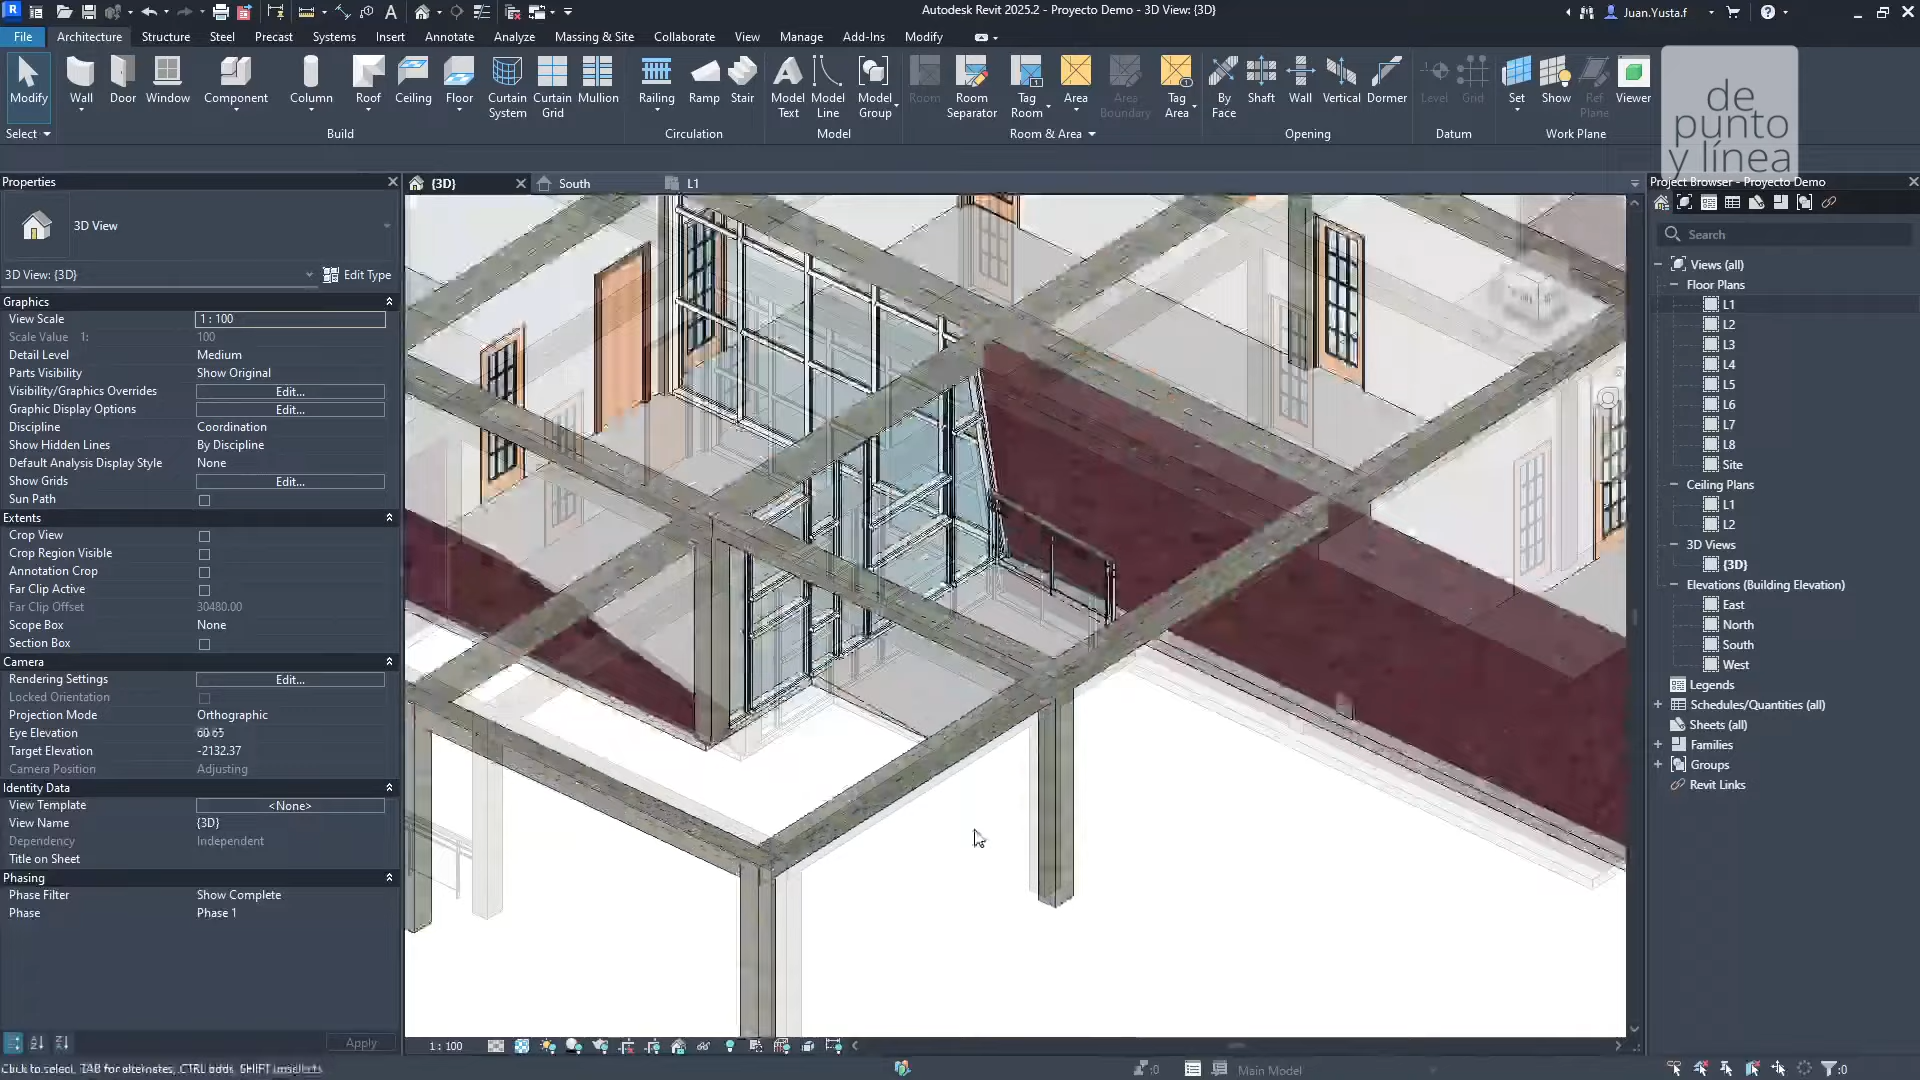 Autodesk Revit 2025.2 - Proyecto Demo - 3D View: {3D}
Juan.Yusta.f
File Architecture Structure Steel Precast Systems Insert Annotate Analyze Massing & Site Collaborate View Manage Add-Ins Modify
Modify
Wall
Door
Window
Component
Column
Roof
Ceiling
Floor
Curtain System
Curtain Grid
Mullion
Railing
Ramp
Stair
Model Text
Model Line
Model Group
Room
Room Separator
Tag Room
Area
Area Boundary
Tag Area
By Face
Shaft
Wall
Vertical
Dormer
Level
Grid
Set
Show
Ref Plane
Viewer
Select Build Circulation Model Room & Area Opening Datum Work Plane
de
punto
y línea
Properties
{3D}
South
L1
Project Browser - Proyecto Demo
3D View
Search
3D View: {3D} Edit Type
Graphics
View Scale 1 : 100
Scale Value 1: 100
Detail Level Medium
Parts Visibility Show Original
Visibility/Graphics Overrides Edit...
Graphic Display Options Edit...
Discipline Coordination
Show Hidden Lines By Discipline
Default Analysis Display Style None
Show Grids Edit...
Sun Path
Extents
Crop View
Crop Region Visible
Annotation Crop
Far Clip Active
Far Clip Offset 30480.00
Scope Box None
Section Box
Camera
Rendering Settings Edit...
Locked Orientation
Projection Mode Orthographic
Eye Elevation
Target Elevation -2132.37
Camera Position Adjusting
Identity Data
View Template <None>
View Name {3D}
Dependency Independent
Title on Sheet
Phasing
Phase Filter Show Complete
Phase Phase 1
Apply
Views (all)
Floor Plans
L1
L2
L3
L4
L5
L6
L7
L8
Site
Ceiling Plans
L1
L2
3D Views
{3D}
Elevations (Building Elevation)
East
North
South
West
Legends
Schedules/Quantities (all)
Sheets (all)
Families
Groups
Revit Links
1 : 100
Click to select, TAB for alternates, CTRL adds, SHIFT
:0
Main Model
:0